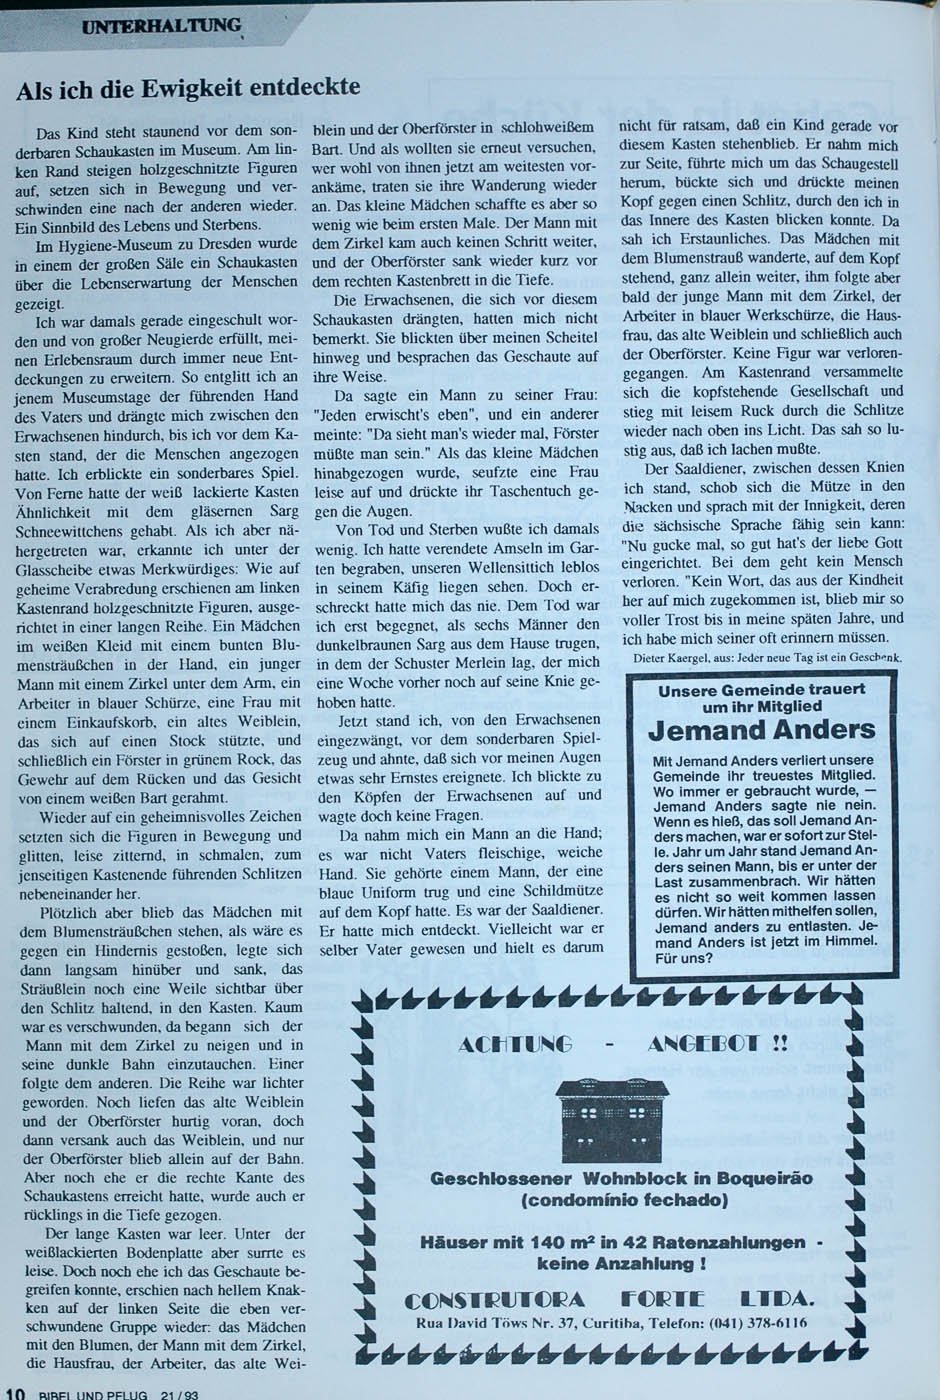 UNTERHALTUNG
Als ich die Ewigkeit entdeckte
Das Kind steht staunend vor dem son-
derbaren Schaukasten im Museum. Am lin-
ken Rand steigen holzgeschnitzte Figuren
auf, setzen sich in Bewegung und ver-
schwinden eine nach der anderen wieder.
Ein Sinnbild des Lebens und Sterbens.
Im Hygiene-Museum zu Dresden wurde
in einem der großen Säle ein Schaukasten
über die Lebenserwartung der Menschen
gezeigt.
Ich war damals gerade eingeschult wor-
den und von großer Neugierde erfüllt, mei-
nen Erlebensraum durch immer neue Ent-
deckungen zu erweitern. So entglitt ich an
jenem Museumstage der führenden Hand
des Vaters und drängte mich zwischen den
Erwachsenen hindurch, bis ich vor dem Ka-
sten stand, der die Menschen angezogen
hatte. Ich erblickte ein sonderbares Spiel.
Von Ferne hatte der weiß lackierte Kasten
Ähnlichkeit mit dem gläsernen Sarg
Schneewittchens gehabt. Als ich aber nä-
hergetreten war, erkannte ich unter der
Glasscheibe etwas Merkwürdiges: Wie auf
geheime Verabredung erschienen am linken
Kastenrand holzgeschnitzte Figuren, ausge-
richtet in einer langen Reihe. Ein Mädchen
im weißen Kleid mit einem bunten Blu-
mensträußchen in der Hand, ein junger
Mann mit einem Zirkel unter dem Arm, ein
Arbeiter in blauer Schürze, eine Frau mit
einem Einkaufskorb, ein altes Weiblein,
das sich auf einen Stock stützte, und
schließlich ein Förster in grünem Rock, das
Gewehr auf dem Rücken und das Gesicht
von einem weißen Bart gerahmt.
Wieder auf ein geheimnisvolles Zeichen
setzten sich die Figuren in Bewegung und
glitten, leise zitternd, in schmalen, zum
jenseitigen Kastenende führenden Schlitzen
nebeneinander her.
Plötzlich aber blieb das Mädchen mit
dem Blumensträußchen stehen, als wäre es
gegen ein Hindernis gestoßen, legte sich
dann langsam hinüber und sank, das
Sträußlein noch eine Weile sichtbar über
den Schlitz haltend, in den Kasten. Kaum
war es verschwunden, da begann sich der
Mann mit dem Zirkel zu neigen und in
seine dunkle Bahn einzutauchen. Einer
folgte dem anderen. Die Reihe war lichter
geworden. Noch liefen das alte Weiblein
und der Oberförster hurtig voran, doch
dann versank auch das Weiblein, und nur
der Oberförster blieb allein auf der Bahn.
Aber noch ehe er die rechte Kante des
Schaukastens erreicht hatte, wurde auch er
rücklings in die Tiefe gezogen.
Der lange Kasten war leer. Unter der
weißlackierten Bodenplatte aber surrte es
leise. Doch noch ehe ich das Geschaute be-
greifen konnte, erschien nach hellem Knak-
ken auf der linken Seite die eben ver-
schwundene Gruppe wieder: das Mädchen
mit den Blumen, der Mann mit dem Zirkel,
die Hausfrau, der Arbeiter, das alte Wei-
blein und der Oberförster in schlohweißem
Bart. Und als wollten sie erneut versuchen,
wer wohl von ihnen jetzt am weitesten vor-
ankäme, traten sie ihre Wanderung wieder
an. Das kleine Mädchen schaffte es aber so
wenig wie beim ersten Male. Der Mann mit
dem Zirkel kam auch keinen Schritt weiter,
und der Oberförster sank wieder kurz vor
dem rechten Kastenbrett in die Tiefe.
Die Erwachsenen, die sich vor diesem
Schaukasten drängten, hatten mich nicht
bemerkt. Sie blickten über meinen Scheitel
hinweg und besprachen das Geschaute auf
ihre Weise.
Da sagte ein Mann zu seiner Frau:
"Jeden erwischt's eben", und ein anderer
meinte: "Da sieht man's wieder mal, Förster
müßte man sein." Als das kleine Mädchen
hinabgezogen wurde, seufzte eine Frau
leise auf und drückte ihr Taschentuch ge-
gen die Augen.
Von Tod und Sterben wußte ich damals
wenig. Ich hatte verendete Amseln im Gar-
ten begraben, unseren Wellensittich leblos
in seinem Käfig liegen sehen. Doch er-
schreckt hatte mich das nie. Dem Tod war
ich erst begegnet, als sechs Männer den
dunkelbraunen Sarg aus dem Hause trugen,
in dem der Schuster Merlein lag, der mich
eine Woche vorher noch auf seine Knie ge-
hoben hatte.
Jetzt stand ich, von den Erwachsenen
eingezwängt, vor dem sonderbaren Spiel-
zeug und ahnte, daß sich vor meinen Augen
etwas sehr Ernstes ereignete. Ich blickte zu
den Köpfen der Erwachsenen auf und
wagte doch keine Fragen.
Da nahm mich ein Mann an die Hand;
es war nicht Vaters fleischige, weiche
Hand. Sie gehörte einem Mann, der eine
blaue Uniform trug und eine Schildmütze
auf dem Kopf hatte. Es war der Saaldiener.
Er hatte mich entdeckt. Vielleicht war er
selber Vater gewesen und hielt es darum
nicht für ratsam, daß ein Kind gerade vor
diesem Kasten stehenblieb. Er nahm mich
zur Seite, führte mich um das Schaugestell
herum, bückte sich und drückte meinen
Kopf gegen einen Schlitz, durch den ich in
das Innere des Kasten blicken konnte. Da
sah ich Erstaunliches. Das Mädchen mit
dem Blumenstrauß wanderte, auf dem Kopf
stehend, ganz allein weiter, ihm folgte aber
bald der junge Mann mit dem Zirkel, der
Arbeiter in blauer Werkschürze, die Haus-
frau, das alte Weiblein und schließlich auch
der Oberförster. Keine Figur war verloren-
gegangen. Am Kastenrand versammelte
sich die kopfstehende Gesellschaft und
stieg mit leisem Ruck durch die Schlitze
wieder nach oben ins Licht. Das sah so lu-
stig aus, daß ich lachen mußte.
Der Saaldiener, zwischen dessen Knien
ich stand, schob sich die Mütze in den
Nacken und sprach mit der Innigkeit, deren
die sächsische Sprache fähig sein kann:
"Nu gucke mal, so gut hat's der liebe Gott
eingerichtet. Bei dem geht kein Mensch
verloren. "Kein Wort, das aus der Kindheit
her auf mich zugekommen ist, blieb mir so
voller Trost bis in meine späten Jahre, und
ich habe mich seiner oft erinnern müssen.
Dieter Kaergel, aus: Jeder neue Tag ist ein Geschenk.
Unsere Gemeinde trauert
um ihr Mitglied
Jemand Anders
Mit Jemand Anders verliert unsere
Gemeinde ihr treuestes Mitglied.
Wo immer er gebraucht wurde, —
Jemand Anders sagte nie nein.
Wenn es hieß, das soll Jemand An-
ders machen, war er sofort zur Stel-
le. Jahr um Jahr stand Jemand An-
ders seinen Mann, bis er unter der
Last zusammenbrach. Wir hätten
es nicht so weit kommen lassen
dürfen. Wir hätten mithelfen sollen,
Jemand anders zu entlasten. Je-
mand Anders ist jetzt im Himmel.
Für uns?
ACHTUNG - ANGEBOT !!
Geschlossener Wohnblock in Boqueirão
(condomínio fechado)
Häuser mit 140 m² in 42 Ratenzahlungen -
keine Anzahlung !
CONSTRUTORA FORTE LTDA.
Rua David Töws Nr. 37, Curitiba, Telefon: (041) 378-6116
10 BIBEL UND PFLUG 21/93